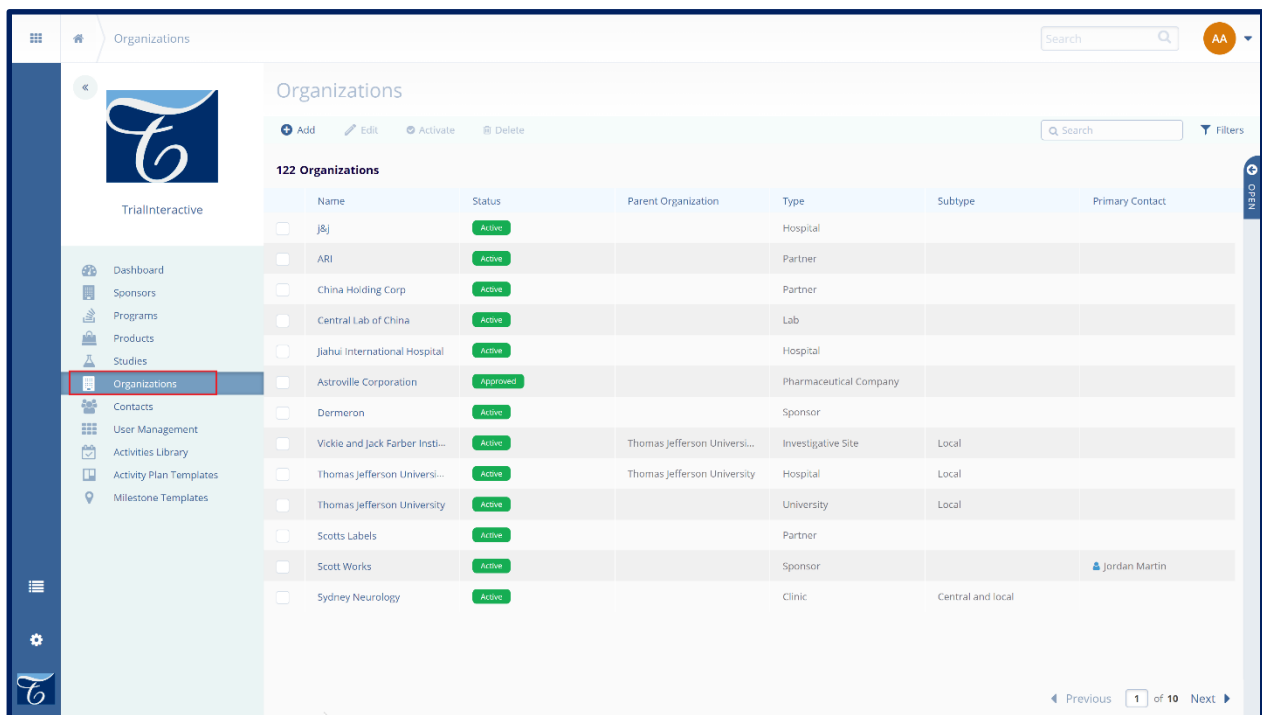 Organizations
Search
AA
TrialInteractive
Dashboard
Sponsors
Programs
Products
Studies
Organizations
Contacts
User Management
Activities Library
Activity Plan Templates
Milestone Templates
Organizations
Add Edit Activate Delete
Search Filters
OPEN
122 Organizations
Name Status Parent Organization Type Subtype Primary Contact
j&j Active Hospital
ARI Active Partner
China Holding Corp Active Partner
Central Lab of China Active Lab
Jiahui International Hospital Active Hospital
Astroville Corporation Approved Pharmaceutical Company
Dermeron Active Sponsor
Vickie and Jack Farber Insti... Active Thomas Jefferson Universi... Investigative Site Local
Thomas Jefferson Universi... Active Thomas Jefferson University Hospital Local
Thomas Jefferson University Active University Local
Scotts Labels Active Partner
Scott Works Active Sponsor Jordan Martin
Sydney Neurology Active Clinic Central and local
Previous 1 of 10 Next